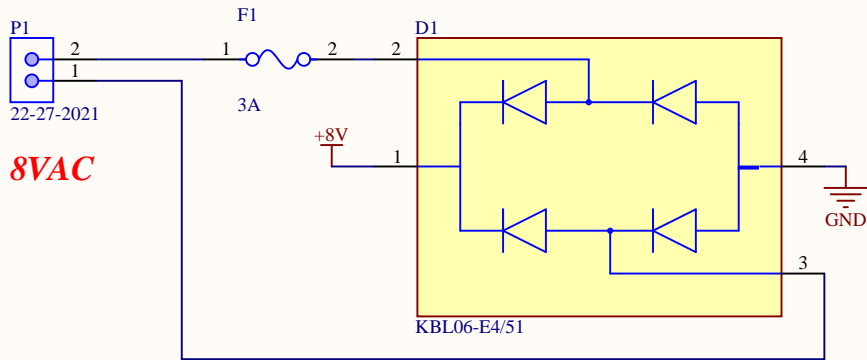 P1
F1
D1
2
1
1
2
2
3A
22-27-2021
+8V
1
4
8VAC
GND
3
KBL06-E4/51